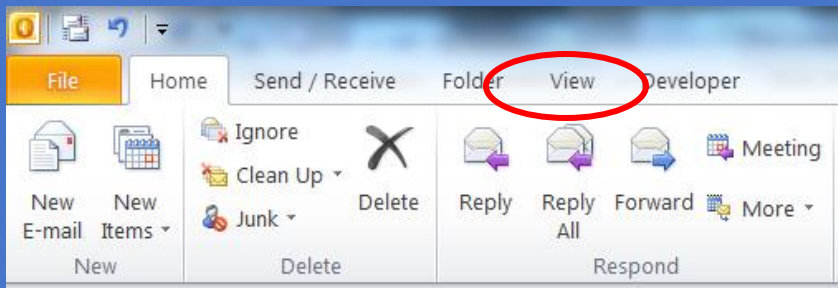 File Home Send / Receive Folder View Developer
Ignore
Clean Up
Junk
New
E-mail
New
Items
Delete
Reply
Reply
All
Forward
Meeting
More
New Delete Respond